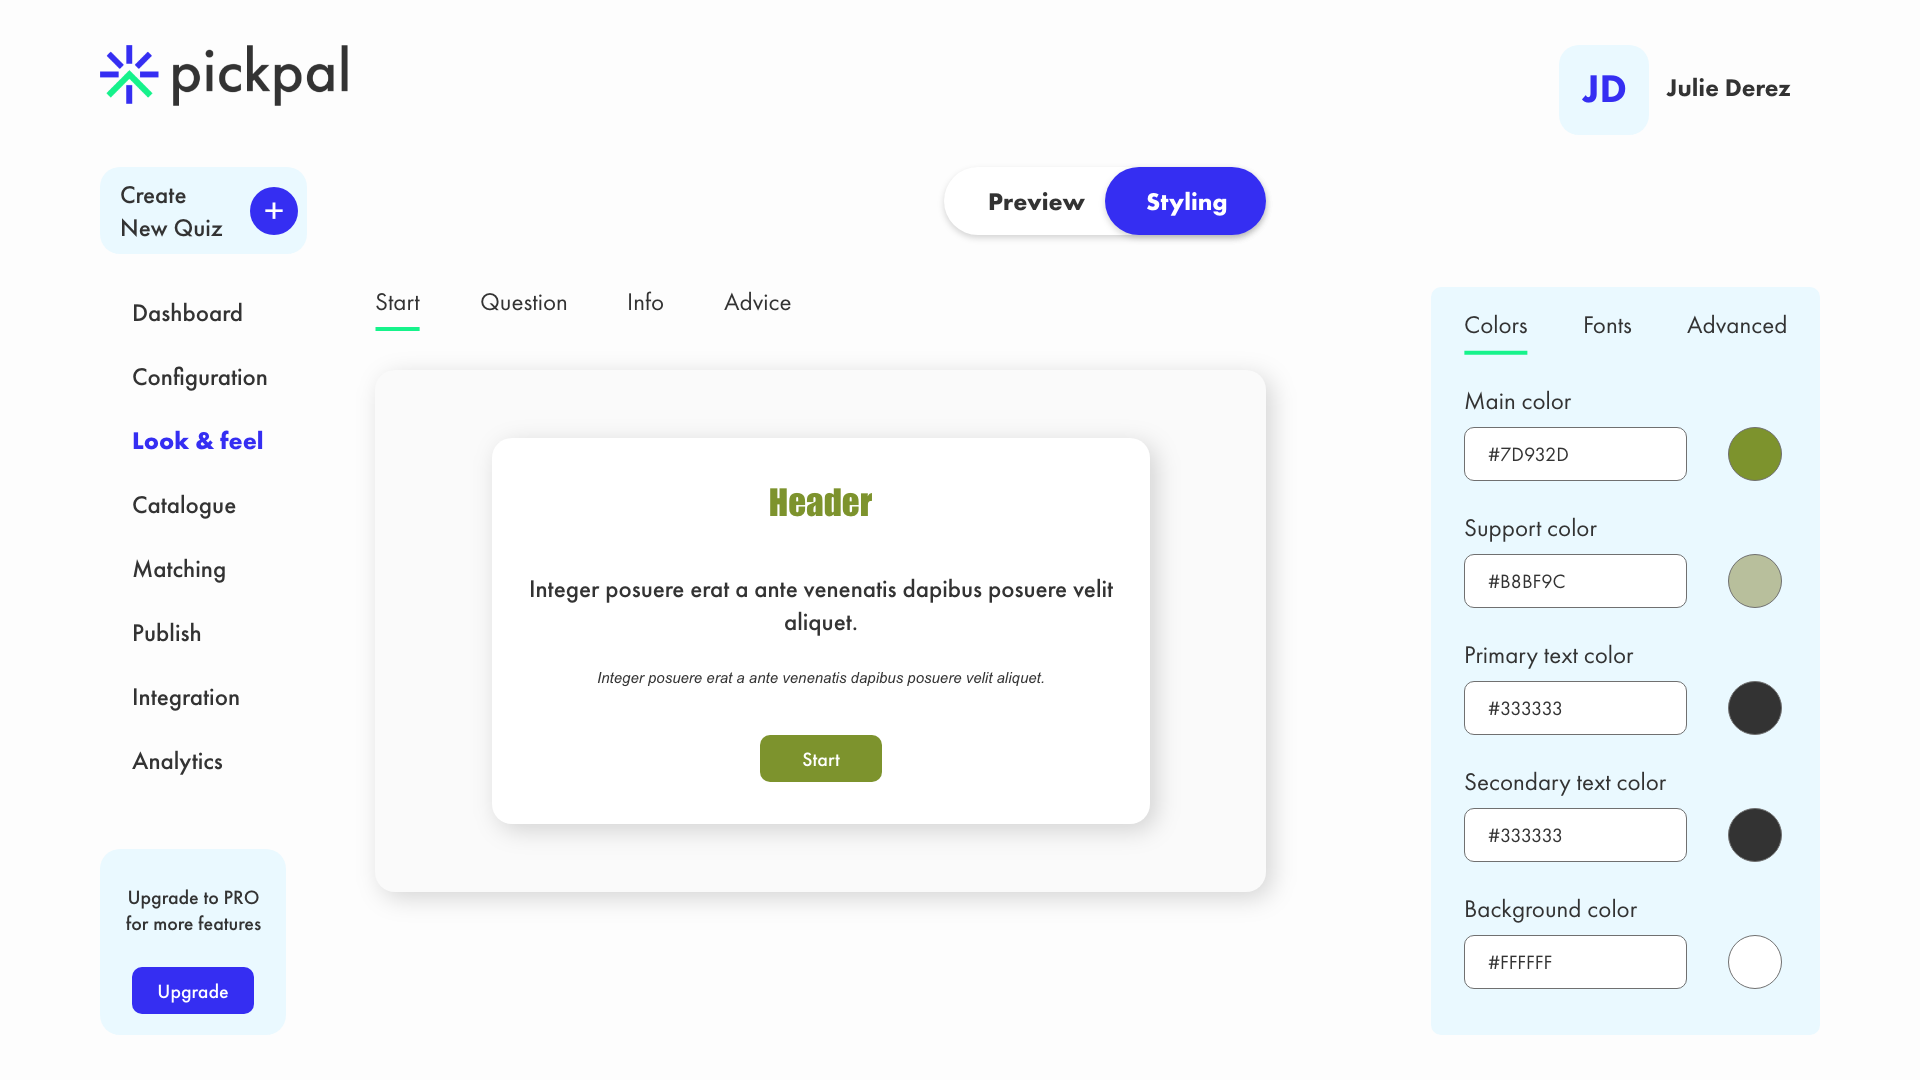 pickpal
JD
Julie Derez
Create
New Quiz
+
Preview
Styling
Dashboard
Configuration
Look & feel
Catalogue
Matching
Publish
Integration
Analytics
Upgrade to PRO
for more features
Upgrade
Start
Question
Info
Advice
Header
Integer posuere erat a ante venenatis dapibus posuere velit
aliquet.
Integer posuere erat a ante venenatis dapibus posuere velit aliquet.
Start
Colors
Fonts
Advanced
Main color
#7D932D
Support color
#B8BF9C
Primary text color
#333333
Secondary text color
#333333
Background color
#FFFFFF